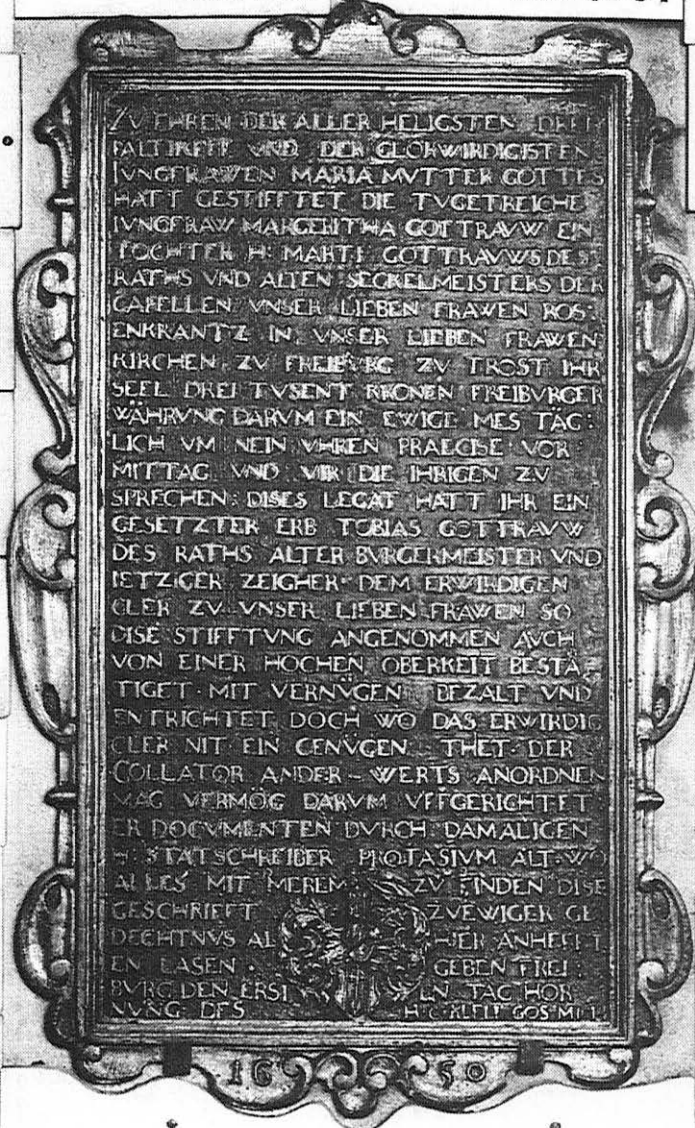 ZV EHREN DER ALLER HELIGSTEN DREI
FALTIKEIT VND DER GLORWIRDIGISTEN
IVNGFRAWEN MARIA MVTTER GOTTES
HATT GESTIFFTET DIE TVGETREICHE
IVNGFRAW MARGERITHA GOTTRAVW EIN
TOCHTER H: MARTI GOTTRAVWS DES
RATHS VND ALTEN SECKELMEISTERS DER
CAPELLEN VNSER LIEBEN FRAWEN ROS:
ENKRANTZ IN VNSER LIEBEN FRAWEN
KIRCHEN ZV FREIBVRG ZV TROST IHR
SEEL DREI TVSENT KRONEN FREIBVRGER
WÄHRVNG DARVM EIN EWIGE MES TÄG:
LICH VM NEIN VHREN PRAECISE VOR
MITTAG VND VIR DIE IHRIGEN ZV
SPRECHEN: DISES LEGAT HATT IHR EIN
GESETZTER ERB TOBIAS GOTTRAVW
DES RATHS ALTER BVRGERMEISTER VND
IETZIGER ZEIGHER DEM ERWIRDIGEN
CLER ZV VNSER LIEBEN FRAWEN SO
DISE STIFFTVNG ANGENOMMEN AVCH
VON EINER HOCHEN OBERKEIT BESTÄ
TIGET MIT VERNVGEN BEZALT VND
ENTRICHTET DOCH WO DAS ERWIRDIG
CLER NIT EIN GENVGEN THET DER
COLLATOR ANDER - WERTS ANORDNEN
MAG VERMÖG DARVM VFFGERICHTET
ER DOCVMENTEN DVRCH DAMALIGEN
H: STATSCHREIBER PROTASIVM ALT WO
ALLES MIT MEREM ZV FINDEN DISE
GESCHRIEFT ZVEWIGER GE
DECHTNVS AL HIER ANHEFFT
EN LASEN GEBEN FREI:
BVRG DEN ERST EN TAG HOR
NVNG DES H: C: KLELI GOS MICH
1650